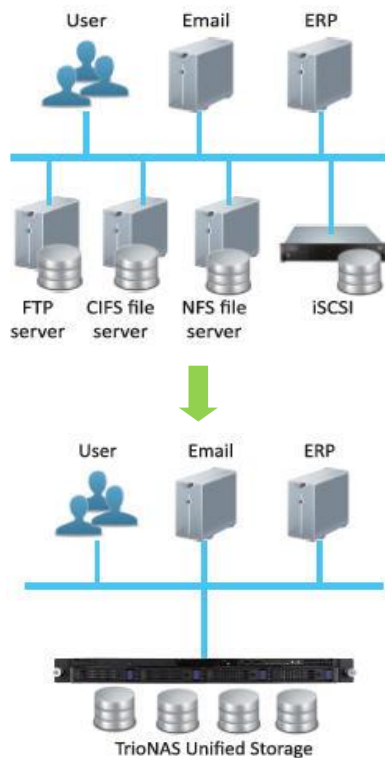 User Email ERP
FTP server CIFS file server NFS file server iSCSI
User Email ERP
TrioNAS Unified Storage